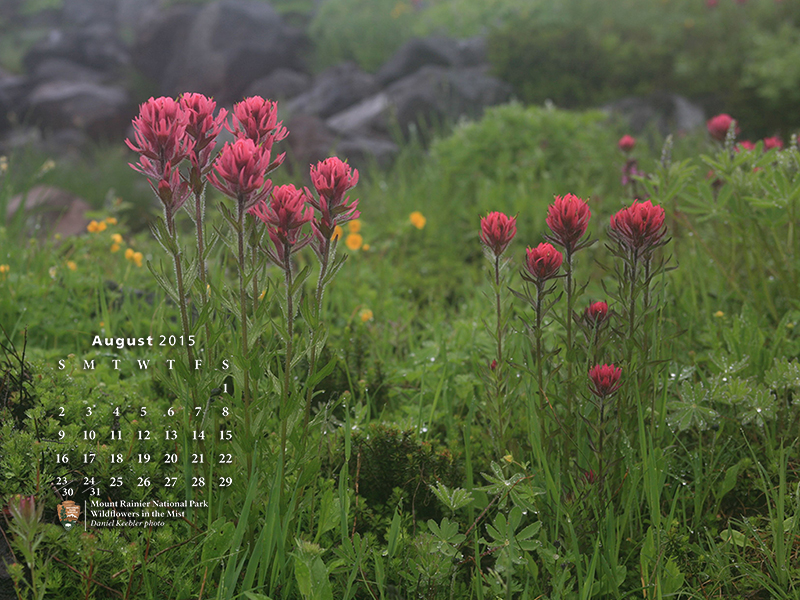 August 2015
S M T W T F S
1
2 3 4 5 6 7 8
9 10 11 12 13 14 15
16 17 18 19 20 21 22
23 24 25 26 27 28 29
30 31
Mount Rainier National Park
Wildflowers in the Mist
Daniel Keebler photo